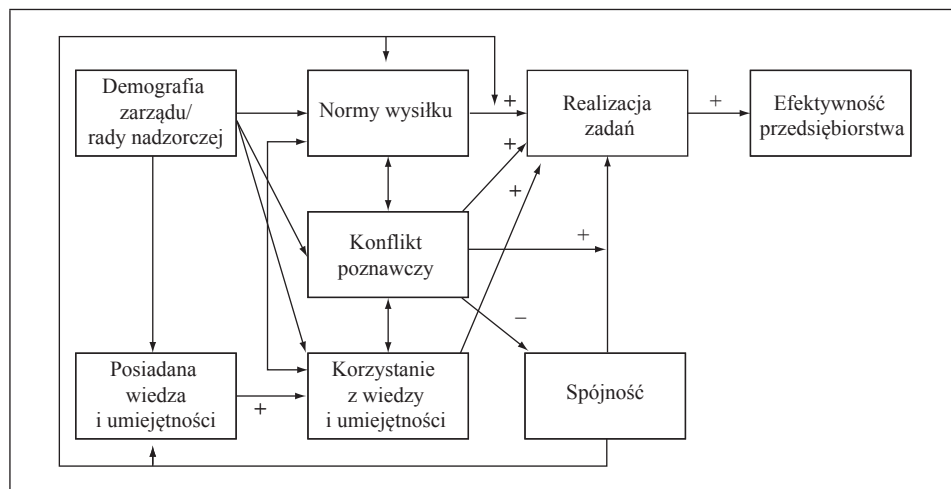 Demografia
zarządu/
rady nadzorczej
Normy wysiłku
+
Realizacja
zadań
+
Efektywność
przedsiębiorstwa
+
+
Konflikt
poznawczy
+
–
Posiadana
wiedza
i umiejętności
+
Korzystanie
z wiedzy
i umiejętności
Spójność